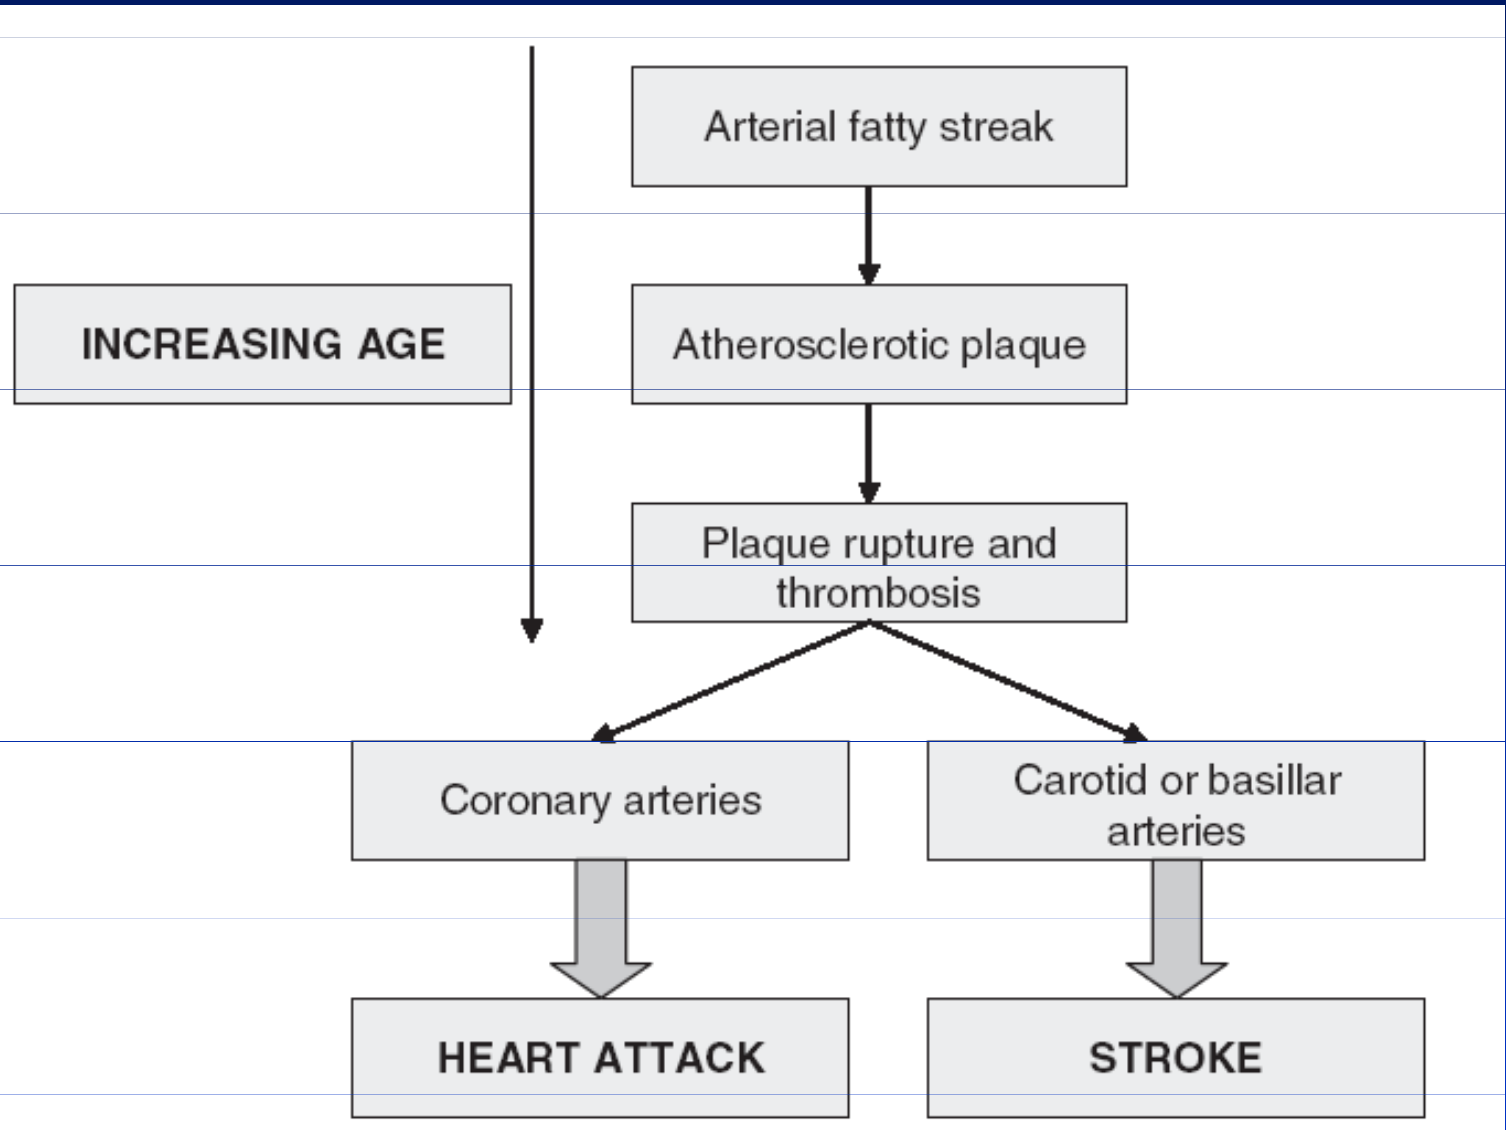 Arterial fatty streak
INCREASING AGE
Atherosclerotic plaque
Plaque rupture and
thrombosis
Coronary arteries
Carotid or basillar
arteries
HEART ATTACK
STROKE